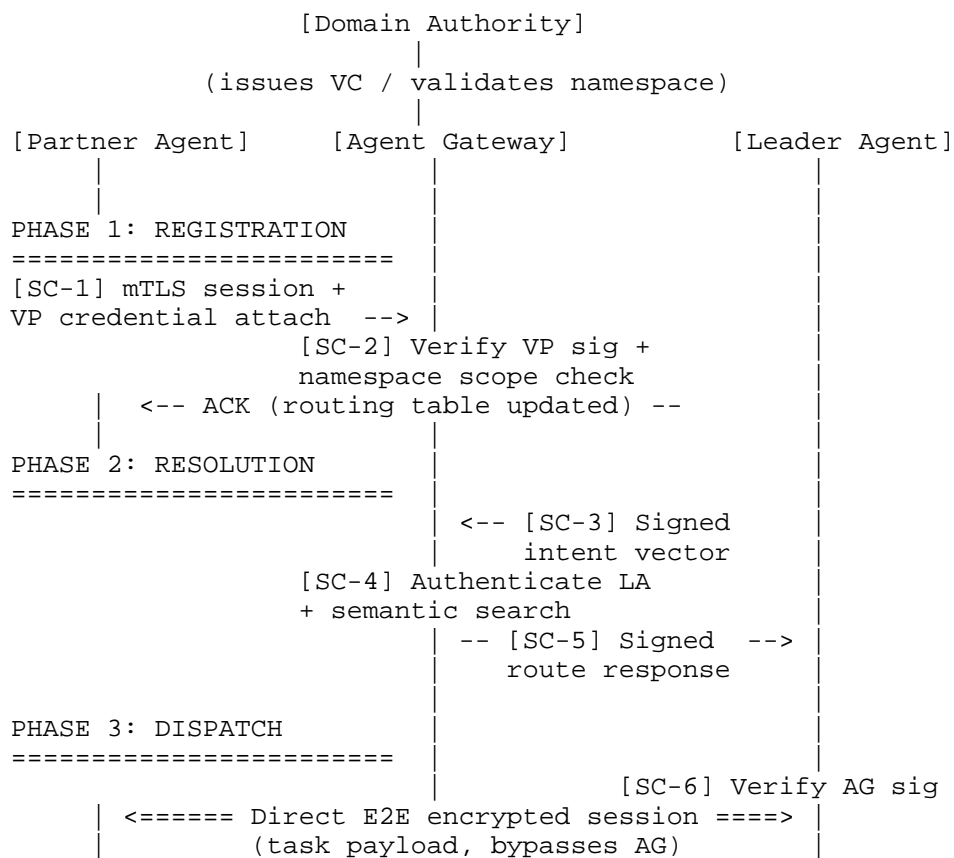 [Domain Authority]
|
(issues VC / validates namespace)
|
[Partner Agent]     [Agent Gateway]          [Leader Agent]
|                    |                       |
|                    |                       |
PHASE 1: REGISTRATION     |                       |
========================  |                       |
[SC-1] mTLS session +     |                       |
VP credential attach  --> |                       |
[SC-2] Verify VP sig +          |
namespace scope check           |
|  <-- ACK (routing table updated) --        |
|                    |                       |
PHASE 2: RESOLUTION       |                       |
========================  |                       |
| <-- [SC-3] Signed     |
|     intent vector     |
[SC-4] Authenticate LA          |
+ semantic search               |
| -- [SC-5] Signed  --> |
|    route response     |
|                       |
PHASE 3: DISPATCH         |                       |
========================  |                       |
|           [SC-6] Verify AG sig
| <====== Direct E2E encrypted session ====> |
|         (task payload, bypasses AG)        |